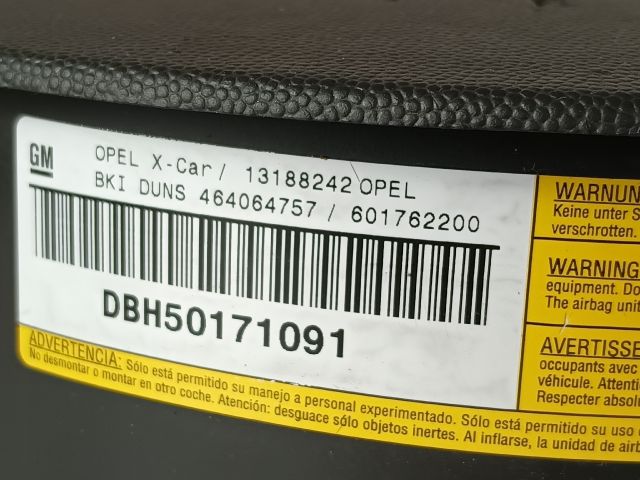 GM
OPEL X-Car/ 13188242 OPEL
BKI DUNS 464064757 / 601762200
DBH50171091
ADVERTENCIA: Sólo está permitido su manejo a personal experimentado. Sólo está permitido su uso
No desmontar o montar en otro coche. Atención: desguace sólo objetos inertes. Al inflarse, la unidad de
WARNUN
Keine unter S
verschrotten.
WARNING
equipment. Do
The airbag unit
AVERTISSE
occupants avec
véhicule. Attenti
Respecter absol